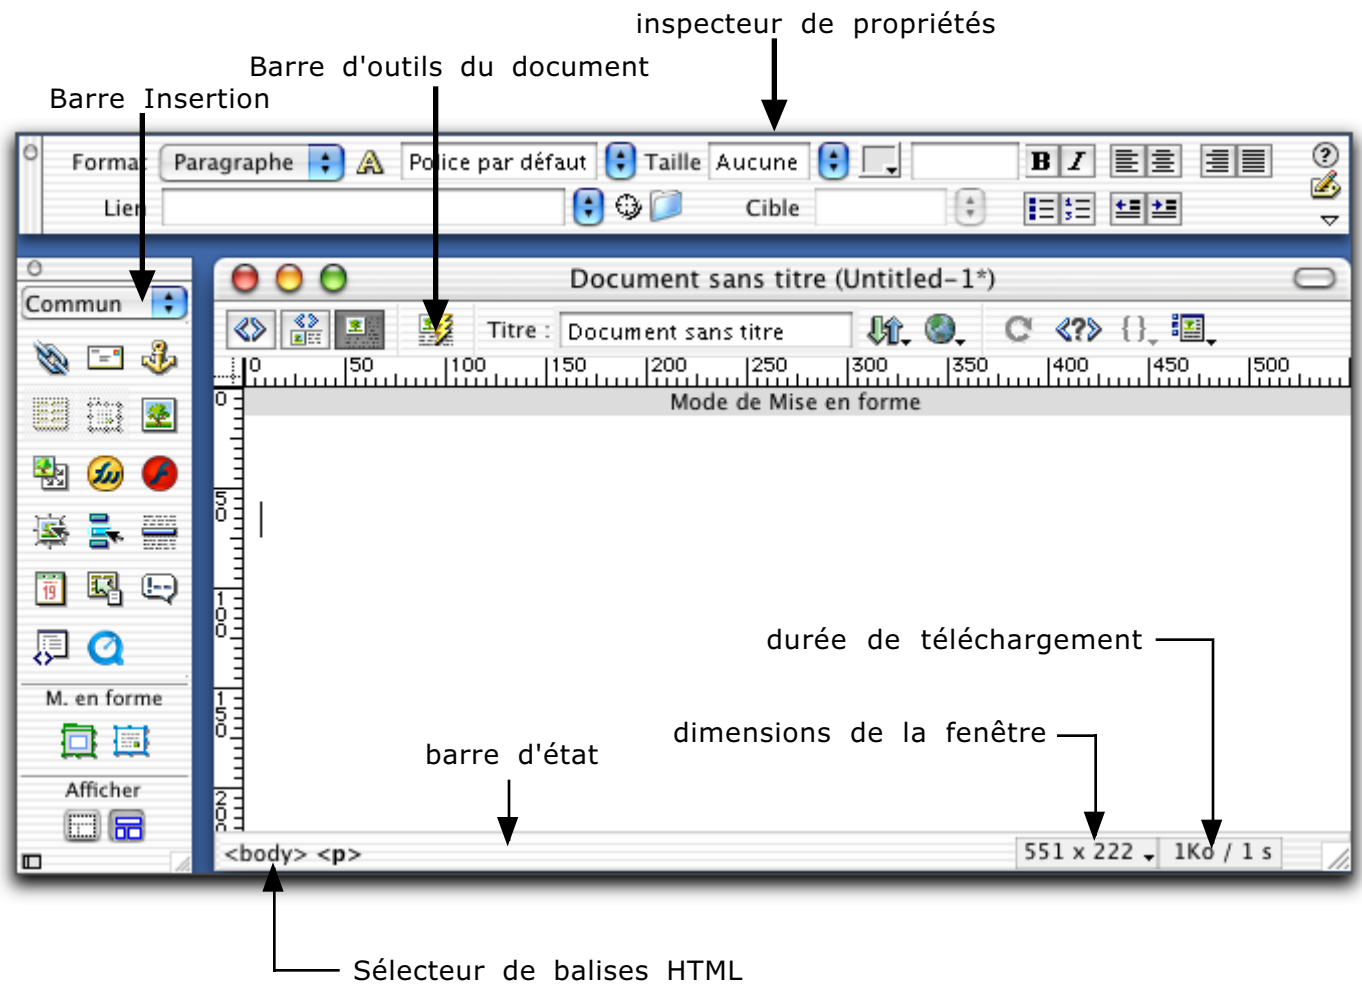 inspecteur de propriétés
Barre d'outils du document
Barre Insertion
Format Paragraphe A Police par défaut Taille Aucune B I
Lien Cible
Commun
Document sans titre (Untitled-1*)
Titre : Document sans titre
0 50 100 150 200 250 300 350 400 450 500
Mode de Mise en forme
0
50
100
150
200
19
durée de téléchargement
M. en forme
dimensions de la fenêtre
barre d'état
Afficher
<body> <p>
551 x 222
1Ko / 1 s
Sélecteur de balises HTML